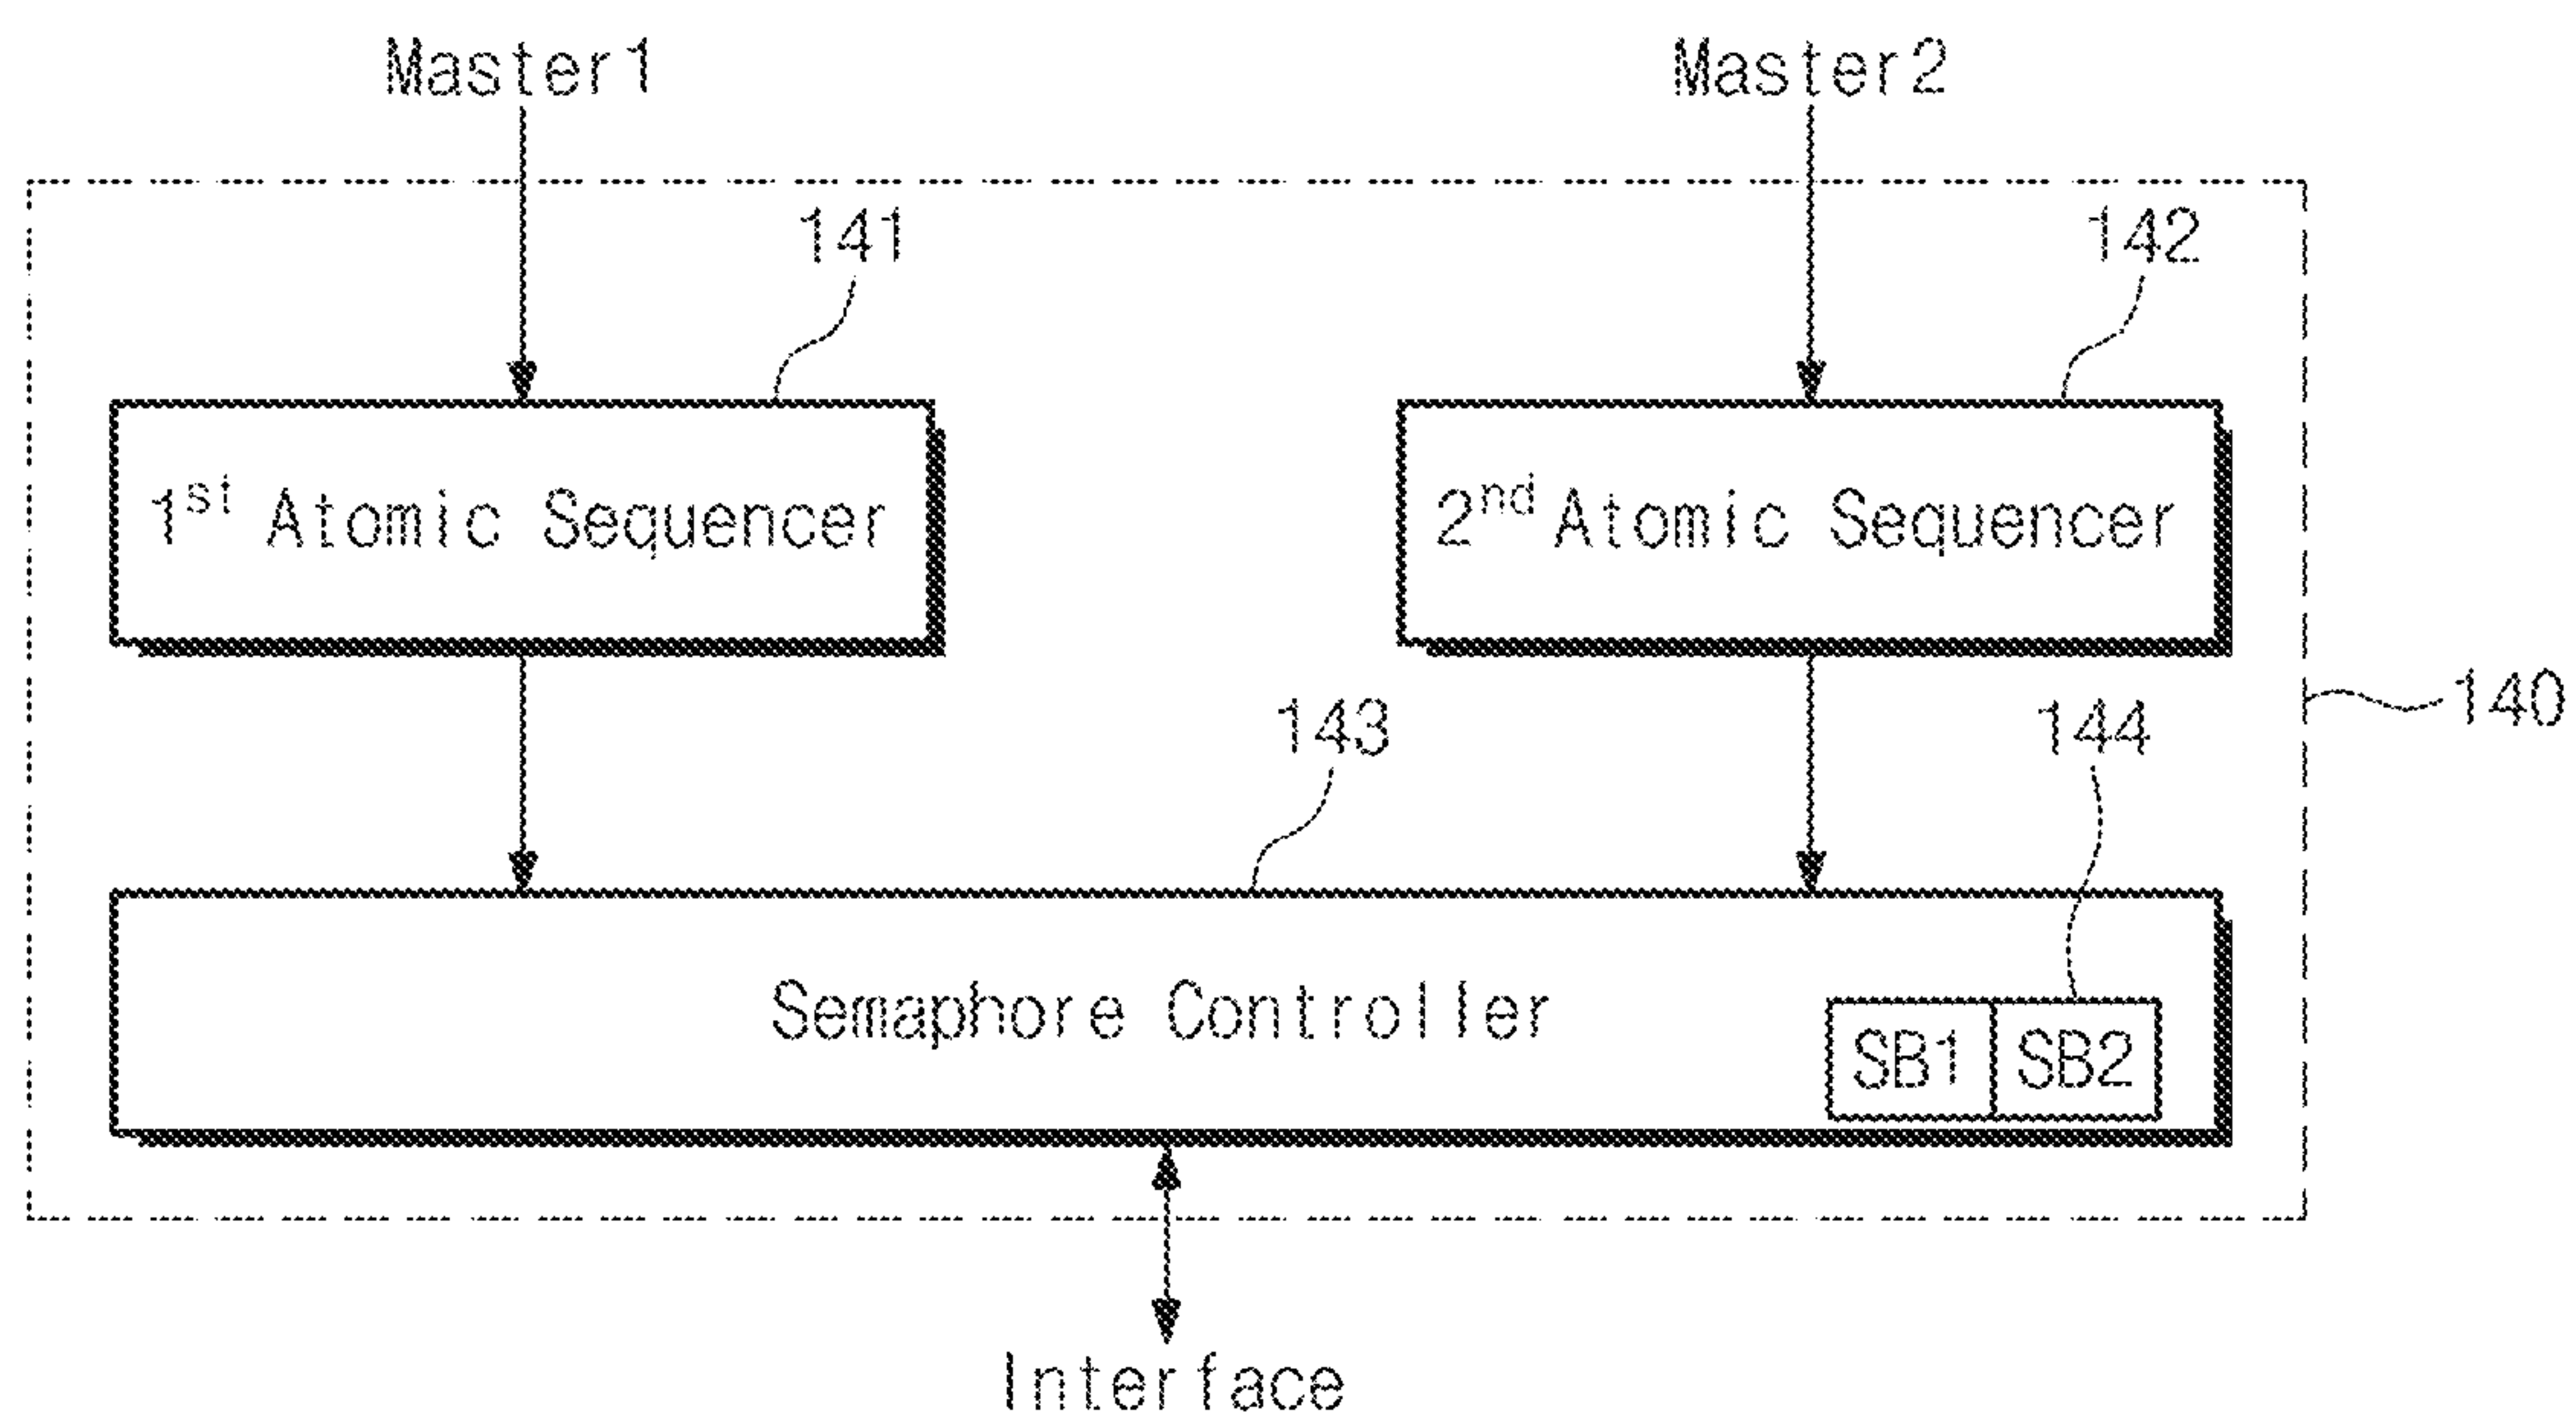 Master1
Master2
141
142
1st Atomic Sequencer
2nd Atomic Sequencer
140
143
144
Semaphore Controller
SB1
SB2
Interface